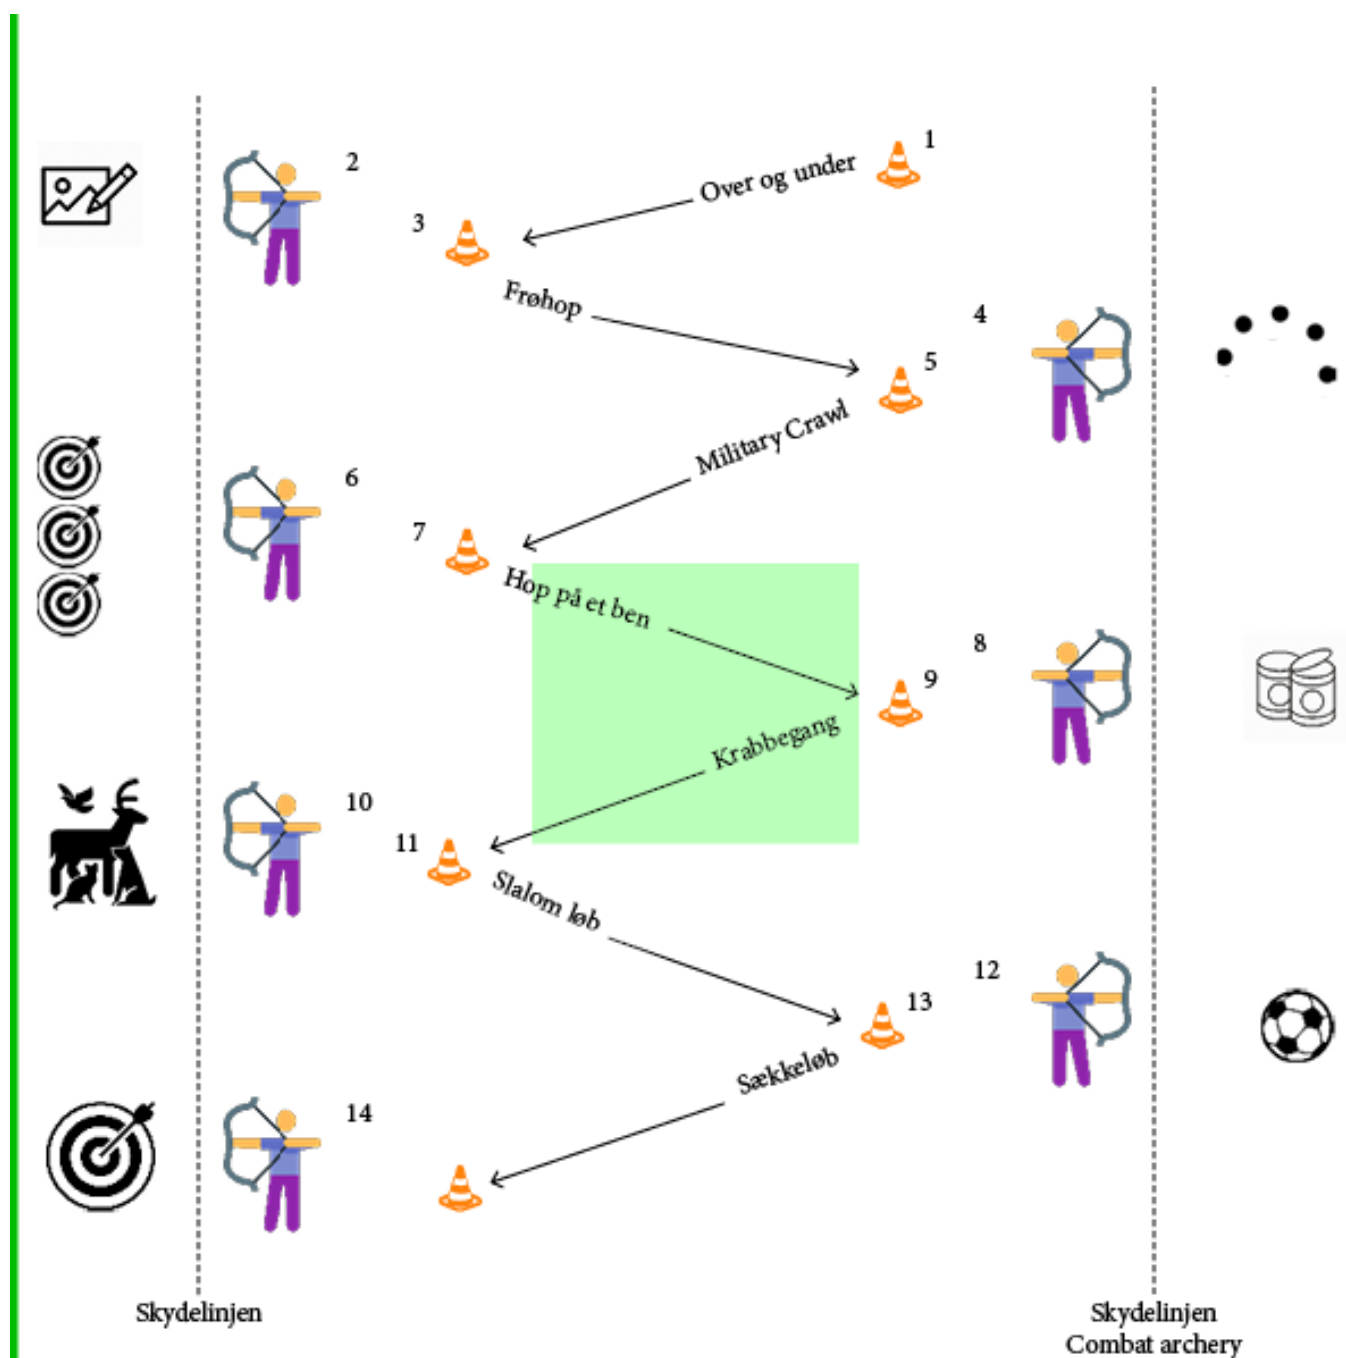 1
2
Over og under
3
Frøhop
4
5
Military Crawl
6
7
Hop på et ben
8
9
Krabbegang
10
11
Slalom løb
12
13
Sækkeløb
14
Skydelinjen
Skydelinjen
Combat archery